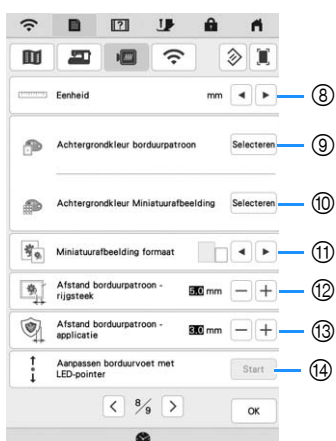 Eenheid mm ⑧
Achtergrondkleur borduurpatroon Selecteren ⑨
Achtergrondkleur Miniatuurafbeelding Selecteren ⑩
Miniatuurafbeelding formaat ⑪
Afstand borduurpatroon -
rijgsteek 5.0 mm − + ⑫
Afstand borduurpatroon -
applicatie 3.0 mm − + ⑬
Aanpassen borduurvoet met
LED-pointer Start ⑭
< 8/9 > OK